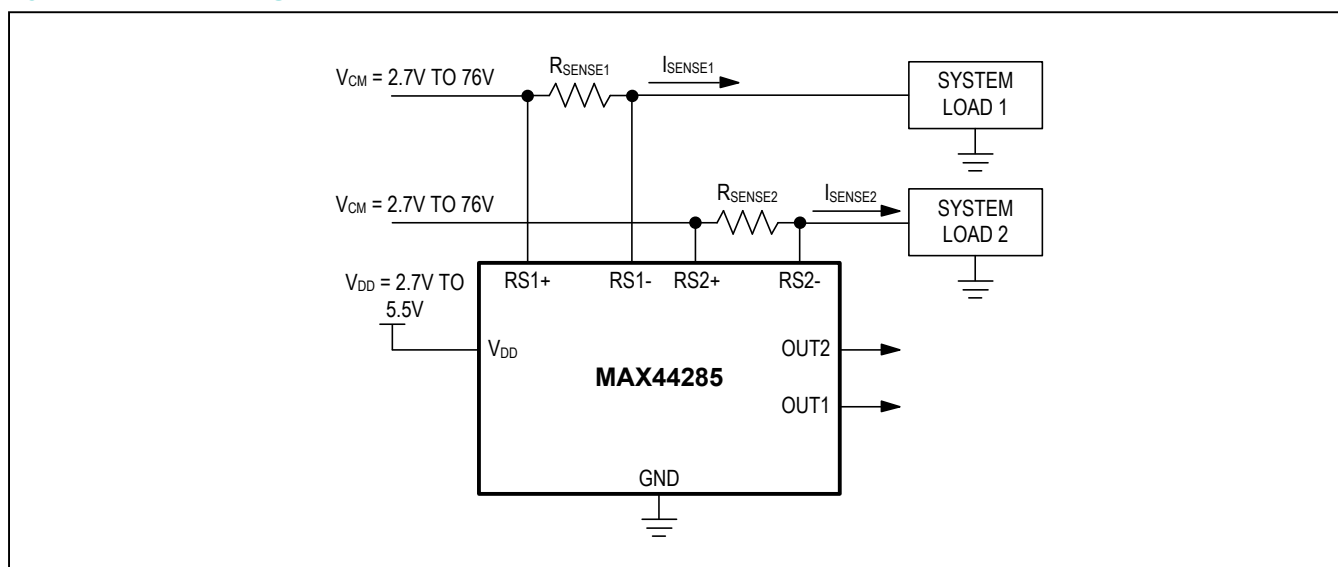 V_CM = 2.7V TO 76V
R_SENSE1
I_SENSE1
SYSTEM
LOAD 1
V_CM = 2.7V TO 76V
R_SENSE2
I_SENSE2
SYSTEM
LOAD 2
V_DD = 2.7V TO
5.5V
RS1+ RS1- RS2+ RS2-
V_DD
OUT2
MAX44285
OUT1
GND